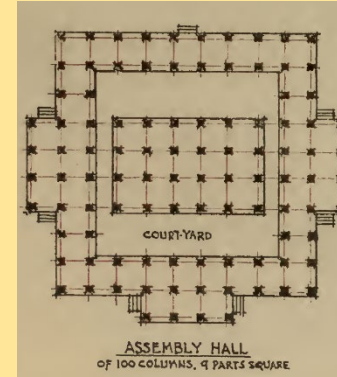 COURT-YARD
ASSEMBLY HALL
OF 100 COLUMNS, 9 PARTS SQUARE